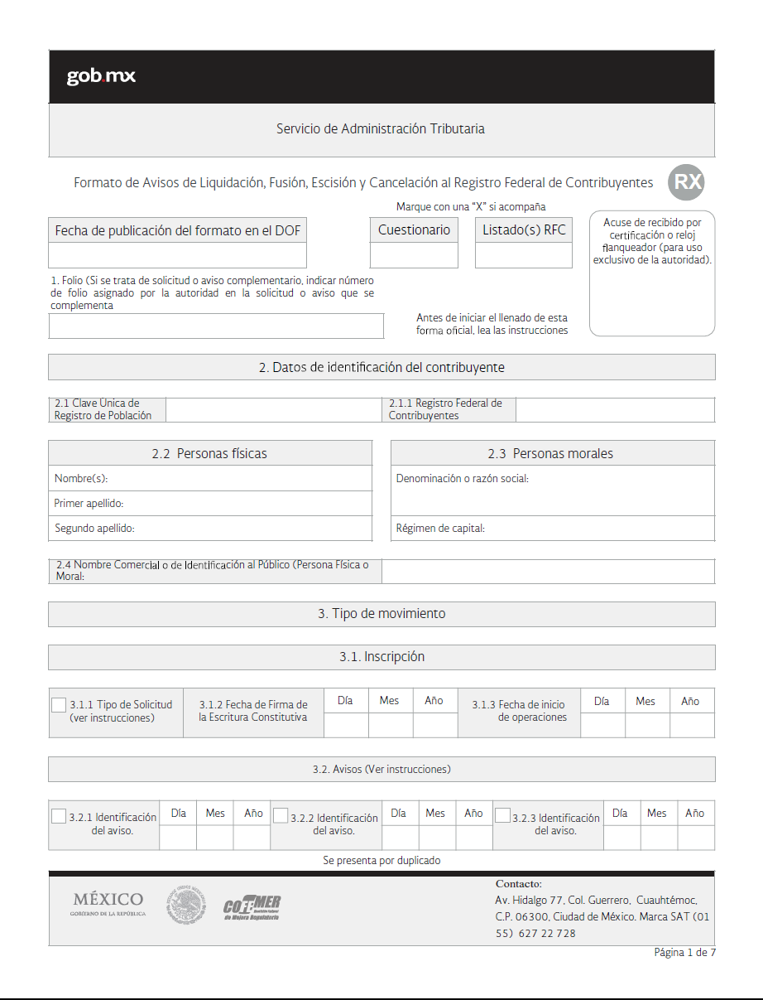 gob.mx
Servicio de Administración Tributaria
Formato de Avisos de Liquidación, Fusión, Escisión y Cancelación al Registro Federal de Contribuyentes
RX
Marque con una “X” si acompaña
Fecha de publicación del formato en el DOF
Cuestionario
Listado(s) RFC
Acuse de recibido por
certificación o reloj
flanqueador (para uso
exclusivo de la autoridad).
1. Folio (Si se trata de solicitud o aviso complementario, indicar número
de folio asignado por la autoridad en la solicitud o aviso que se
complementa
Antes de iniciar el llenado de esta
forma oficial, lea las instrucciones
2. Datos de identificación del contribuyente
2.1 Clave Única de
Registro de Población
2.1.1 Registro Federal de
Contribuyentes
2.2 Personas físicas
2.3 Personas morales
Nombre(s):
Denominación o razón social:
Primer apellido:
Segundo apellido:
Régimen de capital:
2.4 Nombre Comercial o de Identificación al Público (Persona Física o
Moral:
3. Tipo de movimiento
3.1. Inscripción
3.1.1 Tipo de Solicitud
(ver instrucciones)
3.1.2 Fecha de Firma de
la Escritura Constitutiva
Día Mes Año
3.1.3 Fecha de inicio
de operaciones
Día Mes Año
3.2. Avisos (Ver instrucciones)
3.2.1 Identificación
del aviso.
Día Mes Año
3.2.2 Identificación
del aviso.
Día Mes Año
3.2.3 Identificación
del aviso.
Día Mes Año
Se presenta por duplicado
MÉXICO
GOBIERNO DE LA REPÚBLICA
ESTADOS UNIDOS MEXICANOS
COFEMER
Comisión Federal
de Mejora Regulatoria
Contacto:
Av. Hidalgo 77, Col. Guerrero, Cuauhtémoc,
C.P. 06300, Ciudad de México. Marca SAT (01
55) 627 22 728
Página 1 de 7